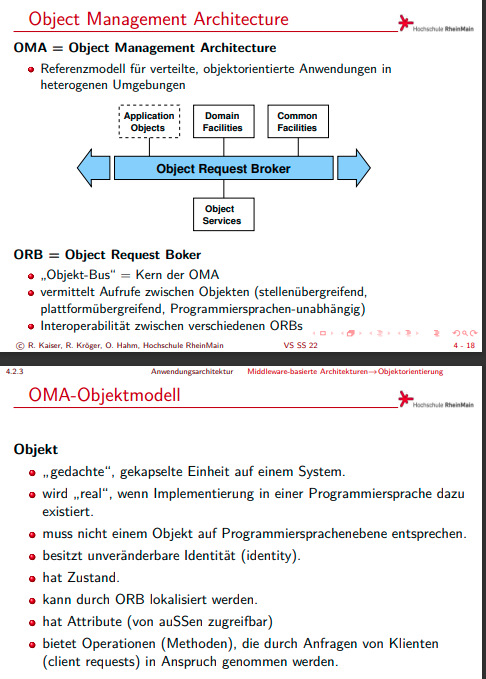 Object Management Architecture
Hochschule RheinMain
OMA = Object Management Architecture
Referenzmodell für verteilte, objektorientierte Anwendungen in
heterogenen Umgebungen
Application
Objects
Domain
Facilities
Common
Facilities
Object Request Broker
Object
Services
ORB = Object Request Boker
„Objekt-Bus“ = Kern der OMA
vermittelt Aufrufe zwischen Objekten (stellenübergreifend,
plattformübergreifend, Programmiersprachen-unabhängig)
Interoperabilität zwischen verschiedenen ORBs
© R. Kaiser, R. Kröger, O. Hahm, Hochschule RheinMain VS SS 22 4 - 18
4.2.3 Anwendungsarchitektur Middleware-basierte Architekturen→Objektorientierung
OMA-Objektmodell
Hochschule RheinMain
Objekt
„gedachte“, gekapselte Einheit auf einem System.
wird „real“, wenn Implementierung in einer Programmiersprache dazu
existiert.
muss nicht einem Objekt auf Programmiersprachenebene entsprechen.
besitzt unveränderbare Identität (identity).
hat Zustand.
kann durch ORB lokalisiert werden.
hat Attribute (von auSSen zugreifbar)
bietet Operationen (Methoden), die durch Anfragen von Klienten
(client requests) in Anspruch genommen werden.